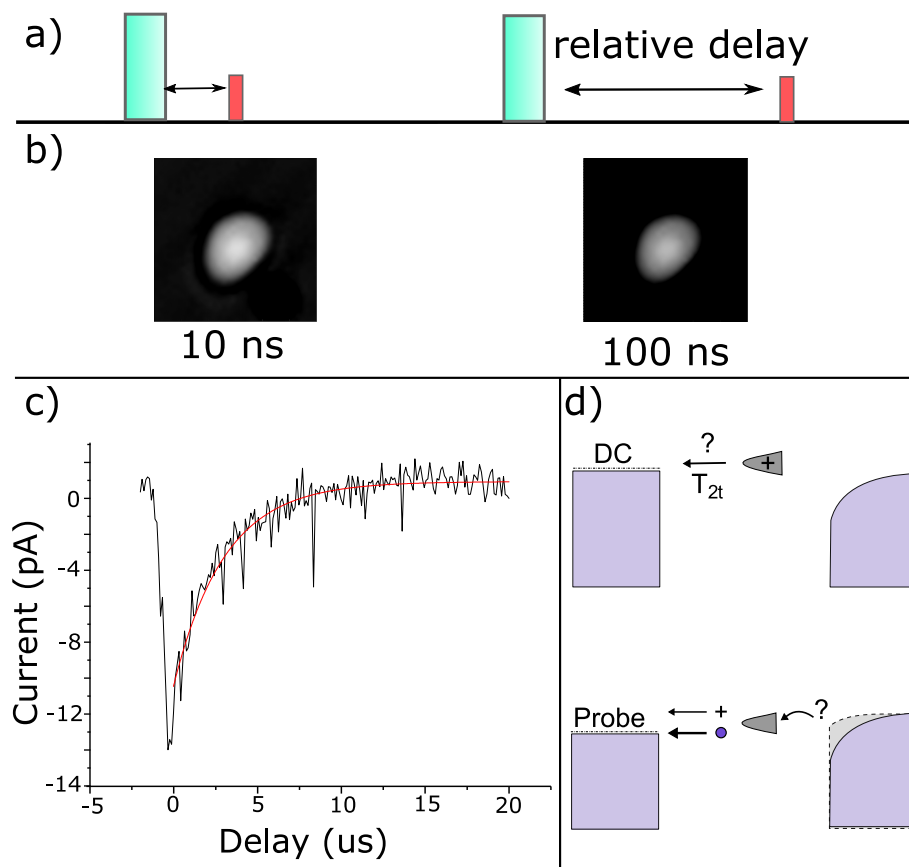 a)
relative delay
b)
10 ns
100 ns
c)
d)
0
-4
-8
-12
-14
-5
0
5
10
15
20
Current (pA)
Delay (us)
?
DC
+
T2t
Probe
+
?